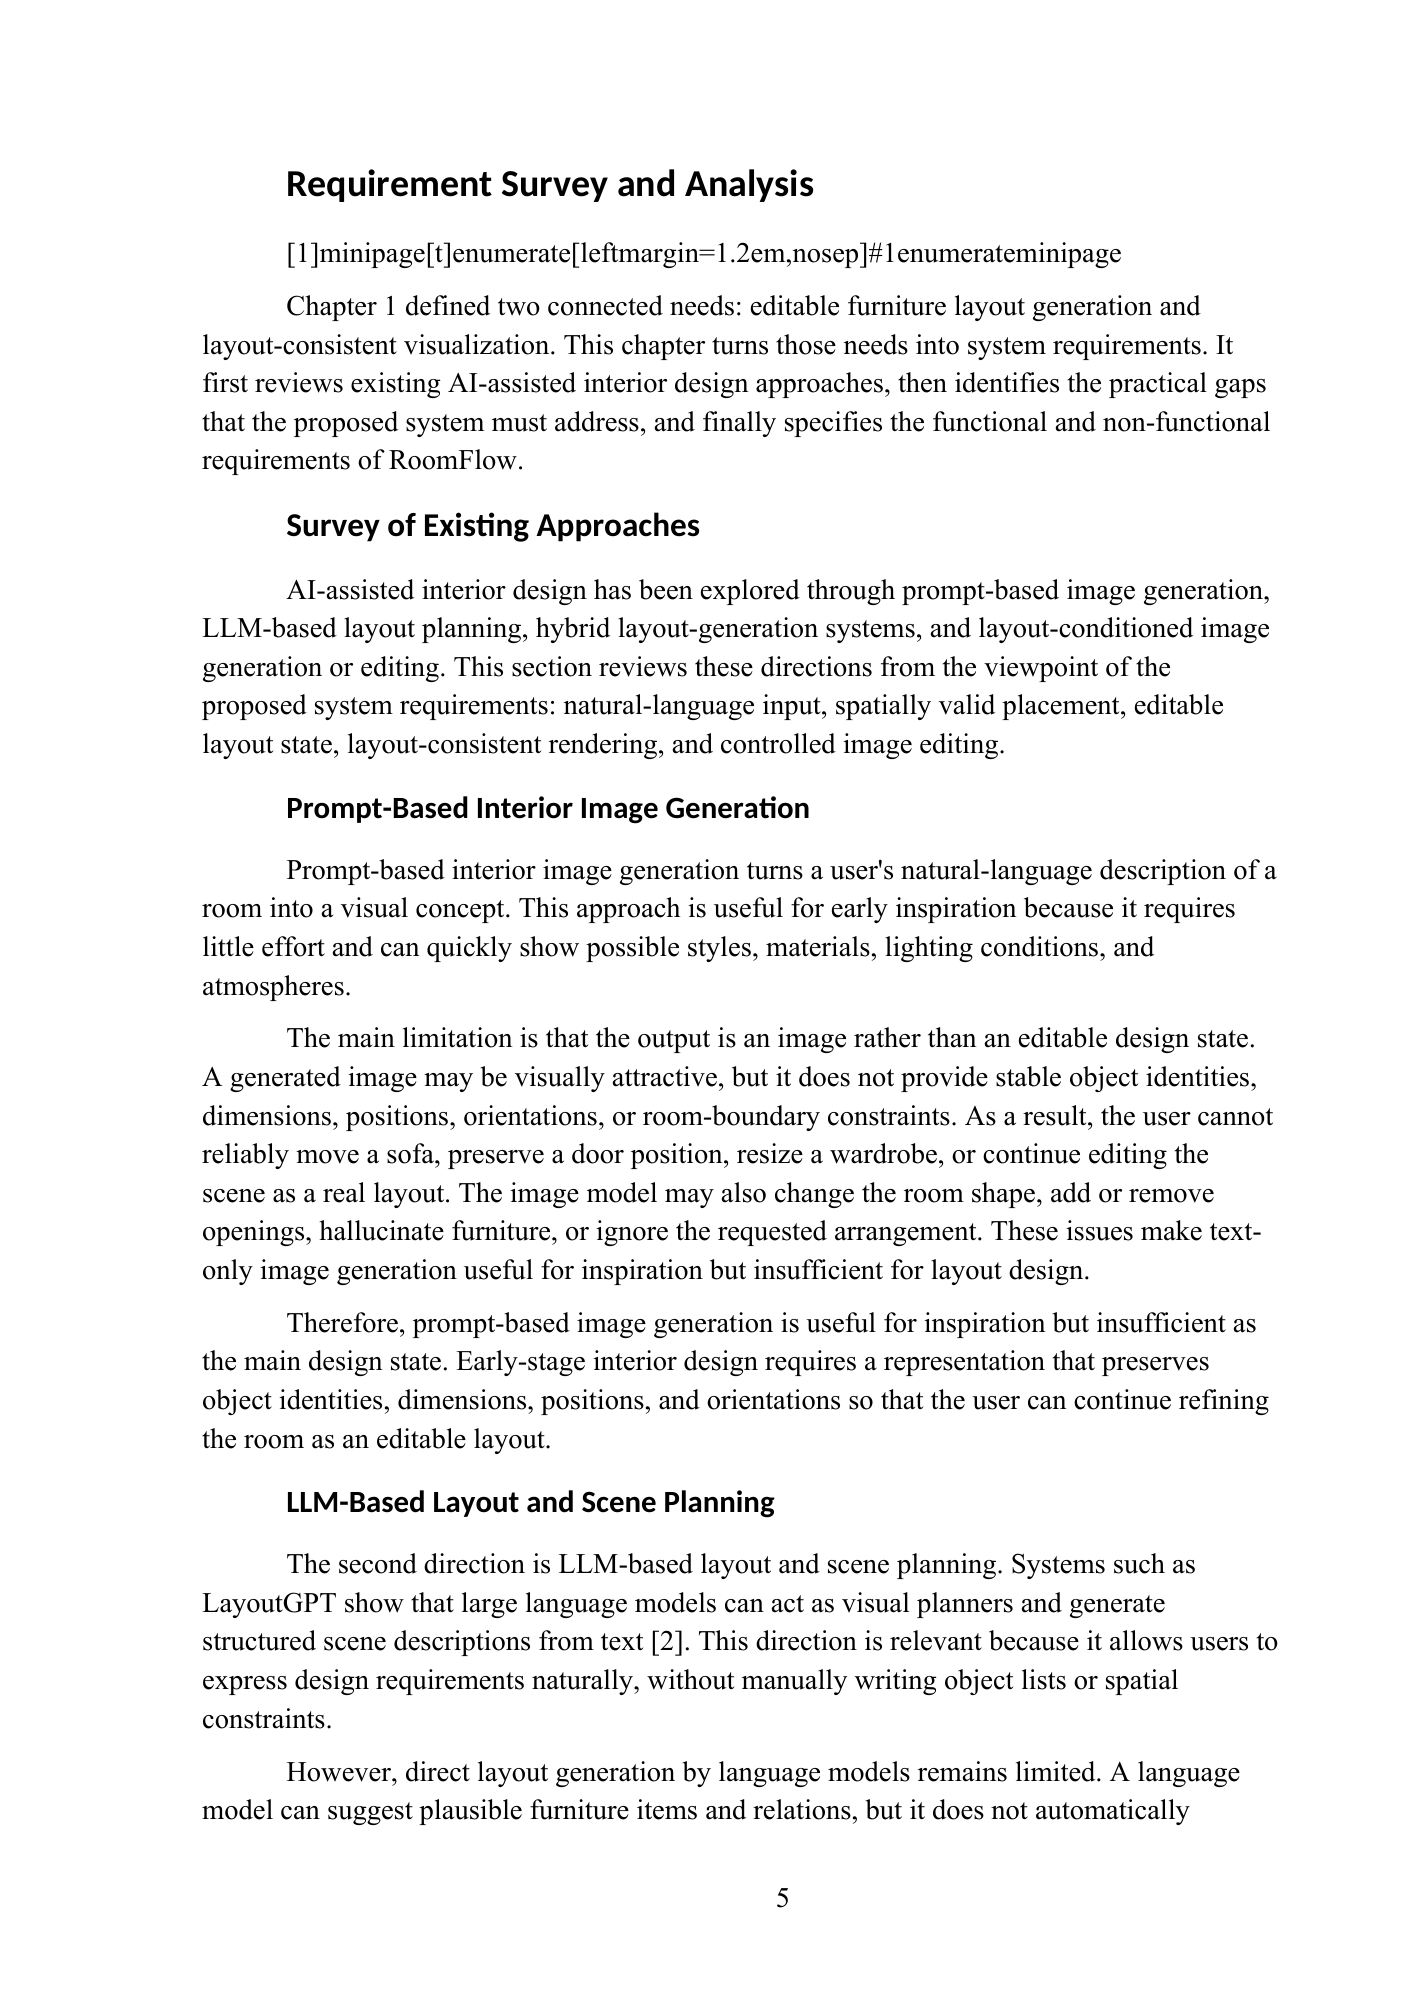 Requirement Survey and Analysis
[1]minipage[t]enumerate[leftmargin=1.2em,nosep]#1enumerateminipage
Chapter 1 defined two connected needs: editable furniture layout generation and
layout-consistent visualization. This chapter turns those needs into system requirements. It
first reviews existing AI-assisted interior design approaches, then identifies the practical gaps
that the proposed system must address, and finally specifies the functional and non-functional
requirements of RoomFlow.
Survey of Existing Approaches
AI-assisted interior design has been explored through prompt-based image generation,
LLM-based layout planning, hybrid layout-generation systems, and layout-conditioned image
generation or editing. This section reviews these directions from the viewpoint of the
proposed system requirements: natural-language input, spatially valid placement, editable
layout state, layout-consistent rendering, and controlled image editing.
Prompt-Based Interior Image Generation
Prompt-based interior image generation turns a user's natural-language description of a
room into a visual concept. This approach is useful for early inspiration because it requires
little effort and can quickly show possible styles, materials, lighting conditions, and
atmospheres.
The main limitation is that the output is an image rather than an editable design state.
A generated image may be visually attractive, but it does not provide stable object identities,
dimensions, positions, orientations, or room-boundary constraints. As a result, the user cannot
reliably move a sofa, preserve a door position, resize a wardrobe, or continue editing the
scene as a real layout. The image model may also change the room shape, add or remove
openings, hallucinate furniture, or ignore the requested arrangement. These issues make text-
only image generation useful for inspiration but insufficient for layout design.
Therefore, prompt-based image generation is useful for inspiration but insufficient as
the main design state. Early-stage interior design requires a representation that preserves
object identities, dimensions, positions, and orientations so that the user can continue refining
the room as an editable layout.
LLM-Based Layout and Scene Planning
The second direction is LLM-based layout and scene planning. Systems such as
LayoutGPT show that large language models can act as visual planners and generate
structured scene descriptions from text [2]. This direction is relevant because it allows users to
express design requirements naturally, without manually writing object lists or spatial
constraints.
However, direct layout generation by language models remains limited. A language
model can suggest plausible furniture items and relations, but it does not automatically
5